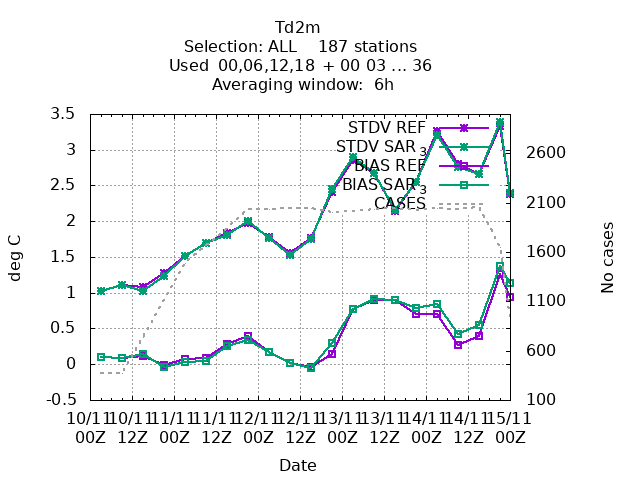 Td2m
Selection: ALL    187 stations
Used  00,06,12,18 + 00 03 ... 36
Averaging window:  6h
STDV REF
STDV SAR 3
BIAS REF
BIAS SAR 3
CASES
3.5
3
2.5
2
1.5
1
0.5
0
-0.5
2600
2100
1600
1100
600
100
deg C
No cases
10/11 10/11 11/11 11/11 12/11 12/11 13/11 13/11 14/11 14/11 15/11
00Z 12Z 00Z 12Z 00Z 12Z 00Z 12Z 00Z 12Z 00Z
Date